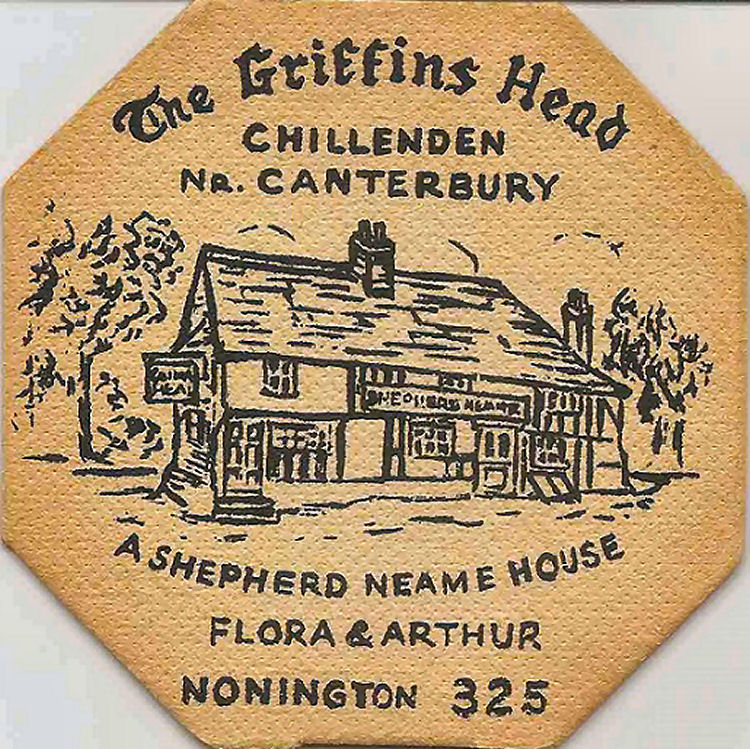 The Griffins Head
CHILLENDEN
NR. CANTERBURY
SHEPHERD NEAME
A SHEPHERD NEAME HOUSE
FLORA & ARTHUR
NONINGTON 325